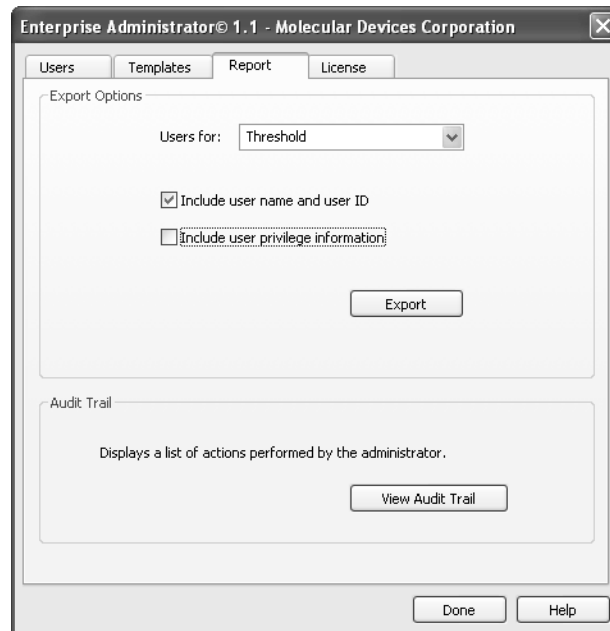 Enterprise Administrator© 1.1 - Molecular Devices Corporation
Users Templates Report License
Export Options
Users for: Threshold
Include user name and user ID
Include user privilege information
Export
Audit Trail
Displays a list of actions performed by the administrator.
View Audit Trail
Done Help